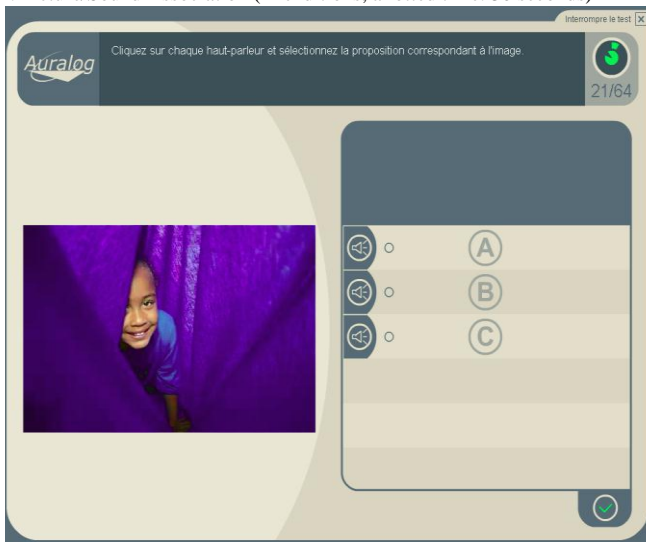 Interrompre le test
Auralog
Cliquez sur chaque haut-parleur et sélectionnez la proposition correspondant à l'image.
21/64
A
B
C